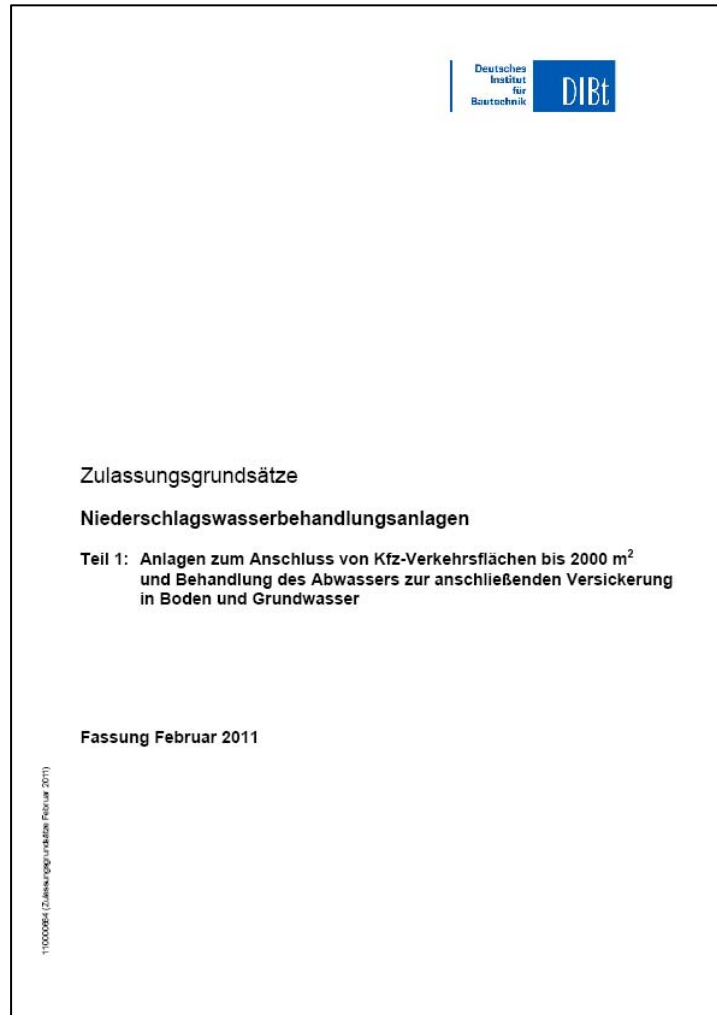 Deutsches
Institut
für
Bautechnik
DIBt
Zulassungsgrundsätze
Niederschlagswasserbehandlungsanlagen
Teil 1: Anlagen zum Anschluss von Kfz-Verkehrsflächen bis 2000 m²
und Behandlung des Abwassers zur anschließenden Versickerung
in Boden und Grundwasser
Fassung Februar 2011
(Zulassungsgrundsätze Februar 2011)